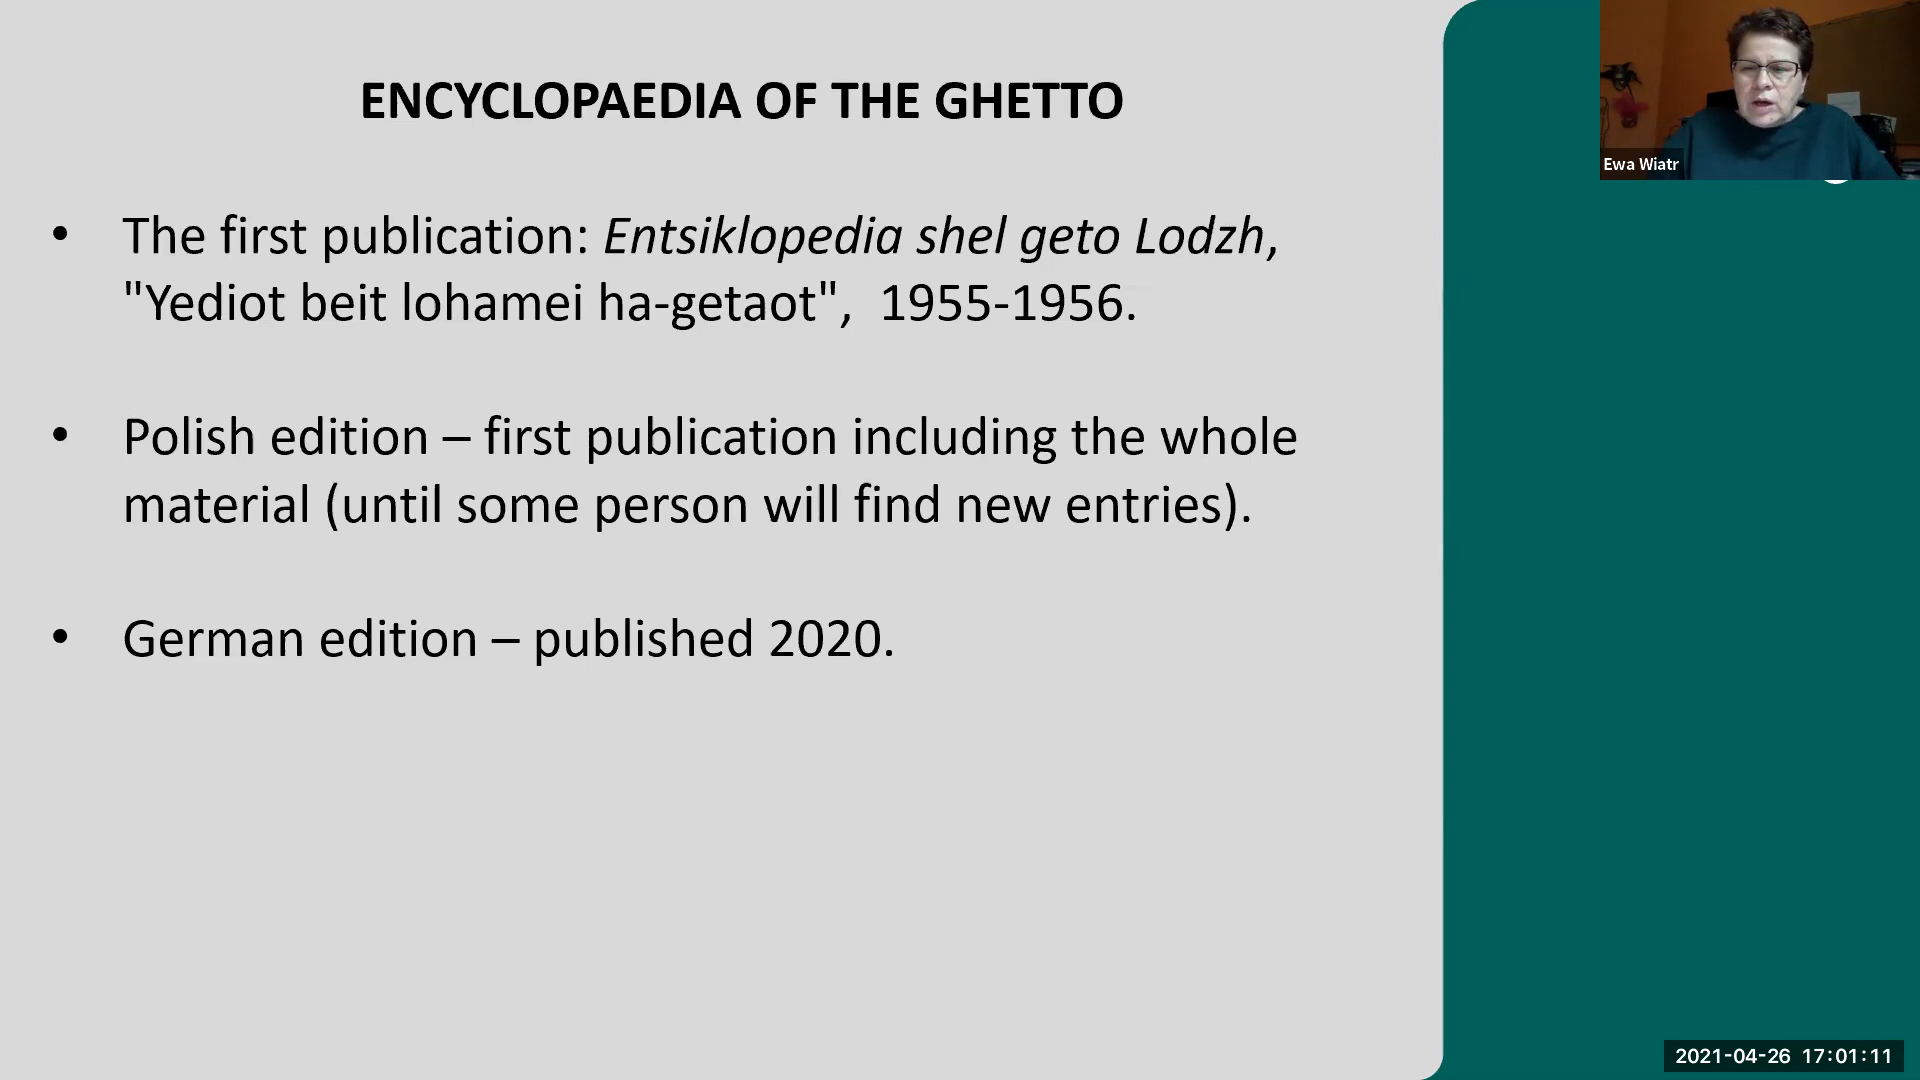 ENCYCLOPAEDIA OF THE GHETTO
• The first publication: Entsiklopedia shel geto Lodzh,
"Yediot beit lohamei ha-getaot",  1955-1956.
• Polish edition – first publication including the whole
material (until some person will find new entries).
• German edition – published 2020.
Ewa Wiatr
2021-04-26 17:01:11